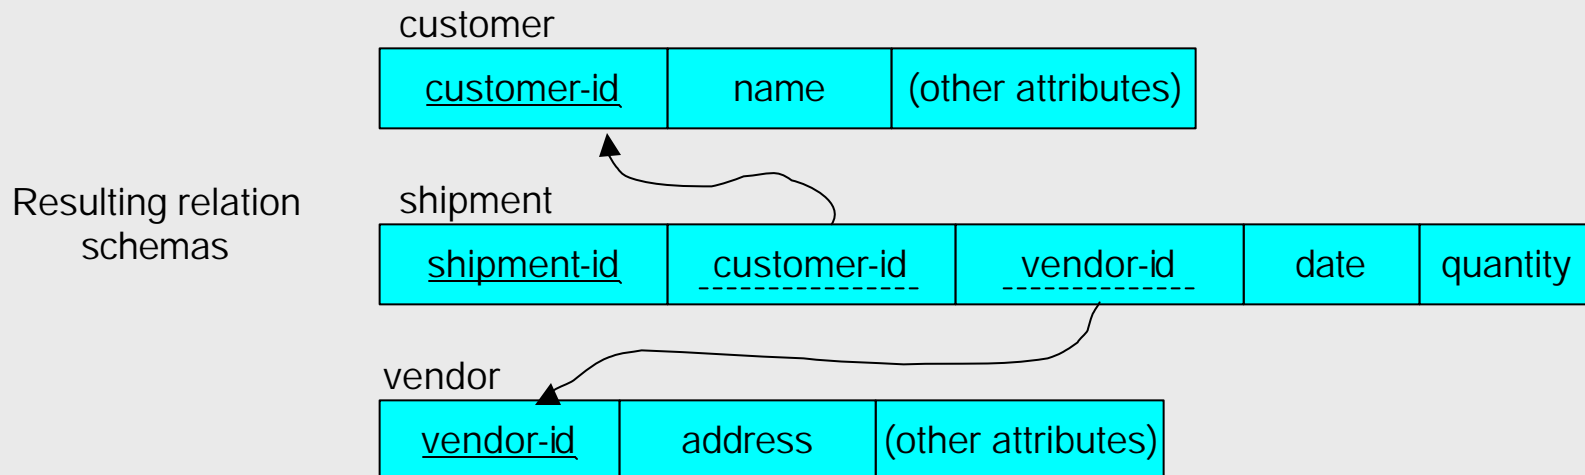 customer
customer-id name (other attributes)
Resulting relation
schemas
shipment
shipment-id customer-id vendor-id date quantity
vendor
vendor-id address (other attributes)